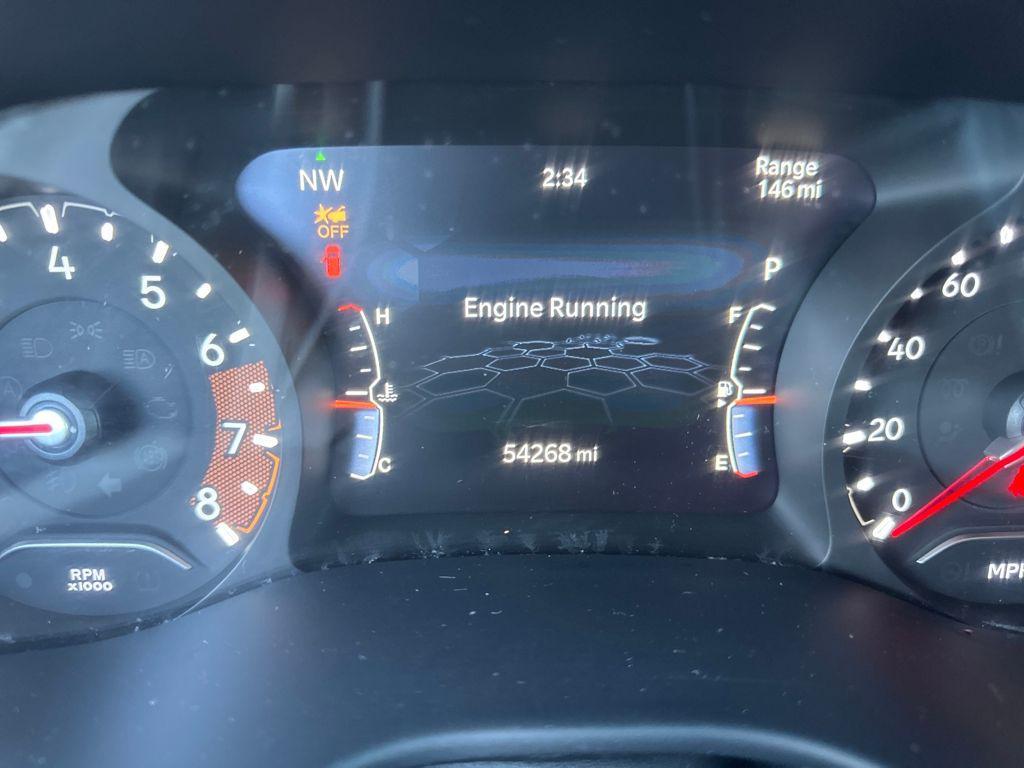 NW
2:34
Range
146 mi
OFF
P
Engine Running
H
F
C
E
54268 mi
4
5
6
7
8
RPM
x1000
60
40
20
0
MPH